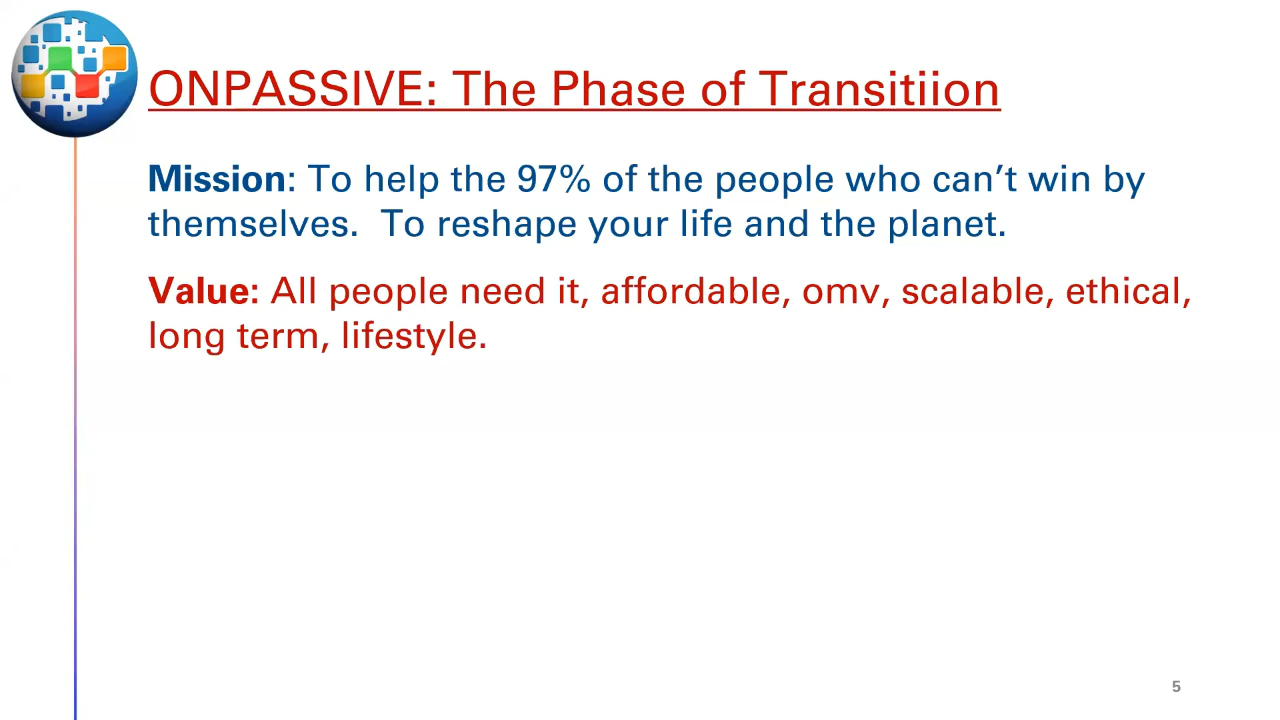 ONPASSIVE: The Phase of Transitiion
Mission: To help the 97% of the people who can’t win by
themselves.  To reshape your life and the planet.
Value: All people need it, affordable, omv, scalable, ethical,
long term, lifestyle.
5